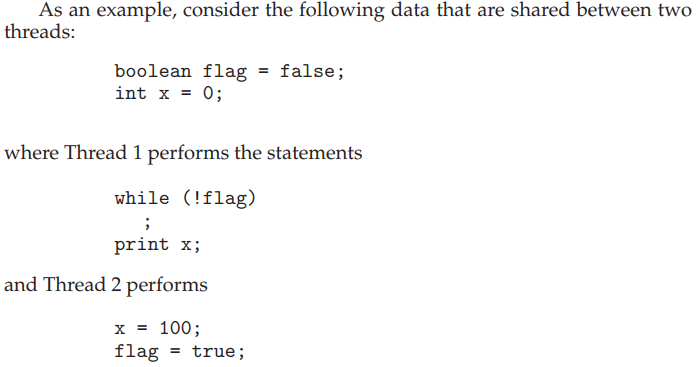 As an example, consider the following data that are shared between two
threads:
boolean flag = false;
int x = 0;
where Thread 1 performs the statements
while (!flag)
;
print x;
and Thread 2 performs
x = 100;
flag = true;